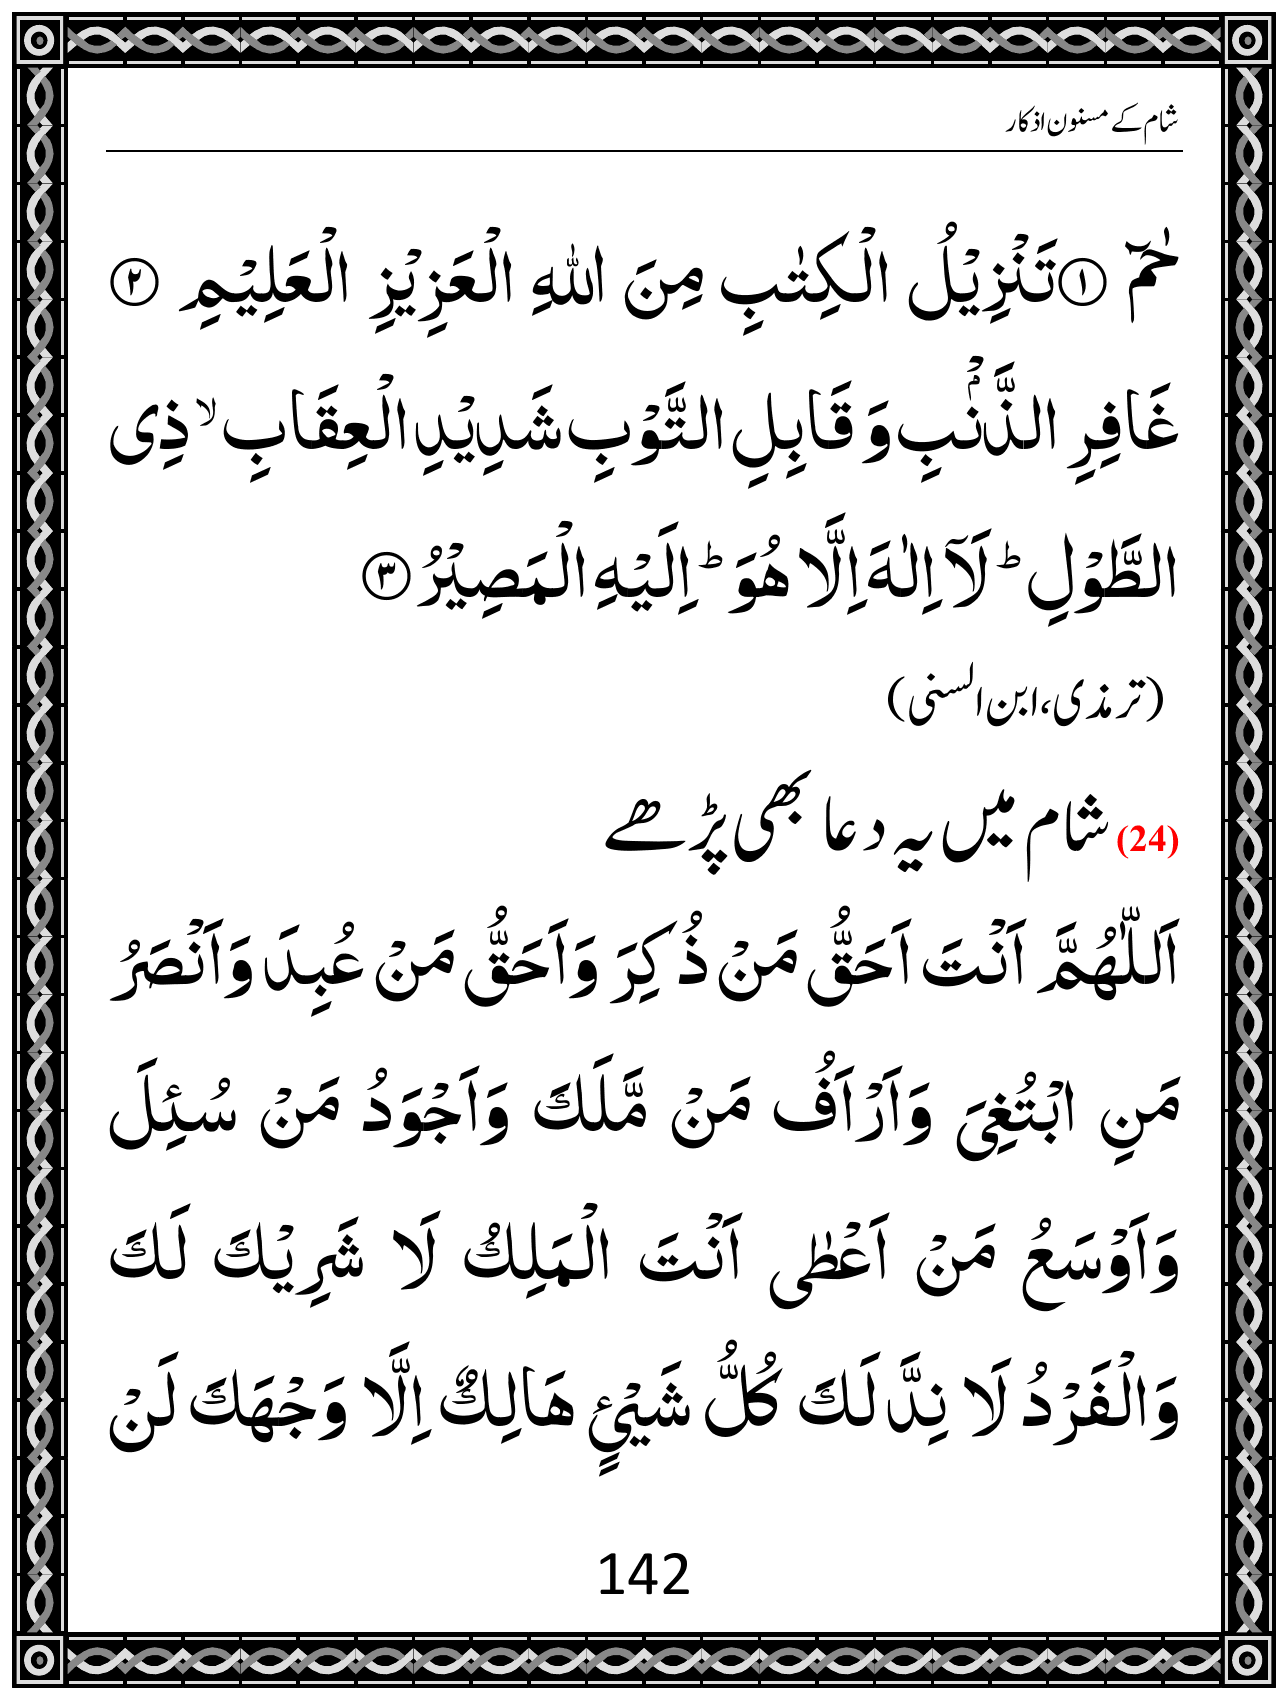 شام کے مسنون اذکار
حٰمٓ ۝۱ تَنْزِيْلُ الْكِتٰبِ مِنَ اللهِ الْعَزِيْزِ الْعَلِيْمِ ۝۲
غَافِرِ الذَّنْۢبِ وَ قَابِلِ التَّوْبِ شَدِيْدِ الْعِقَابِ ۙ ذِى
الطَّوْلِ ؕ لَآ اِلٰهَ اِلَّا هُوَ ؕ اِلَيْهِ الْمَصِيْرُ ۝۳
(ترمذی، ابن السنی)
(24) شام میں یہ دعا بھی پڑھے
اَللّٰهُمَّ اَنْتَ اَحَقُّ مَنْ ذُكِرَ وَاَحَقُّ مَنْ عُبِدَ وَاَنْصَرُ
مَنِ ابْتُغِىَ وَاَرْاَفُ مَنْ مَّلَكَ وَاَجْوَدُ مَنْ سُئِلَ
وَاَوْسَعُ مَنْ اَعْطٰى اَنْتَ الْمَلِكُ لَا شَرِيْكَ لَكَ
وَالْفَرْدُ لَا نِدَّ لَكَ كُلُّ شَيْئٍ هَالِكٌ اِلَّا وَجْهَكَ لَنْ
142